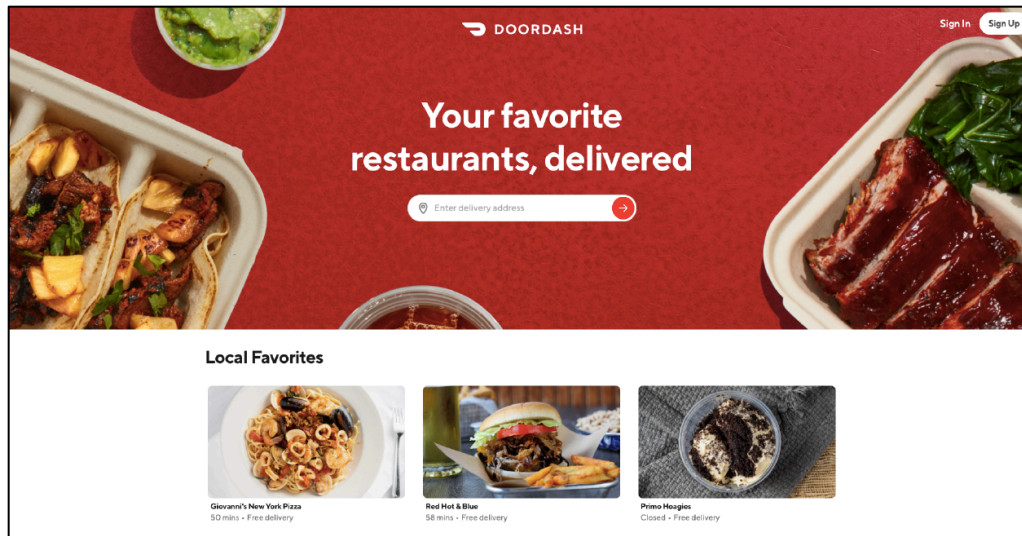 DOORDASH
Sign In
Sign Up
Your favorite
restaurants, delivered
Enter delivery address
Local Favorites
Giovanni's New York Pizza
50 mins • Free delivery
Red Hot & Blue
58 mins • Free delivery
Primo Hoagies
Closed • Free delivery